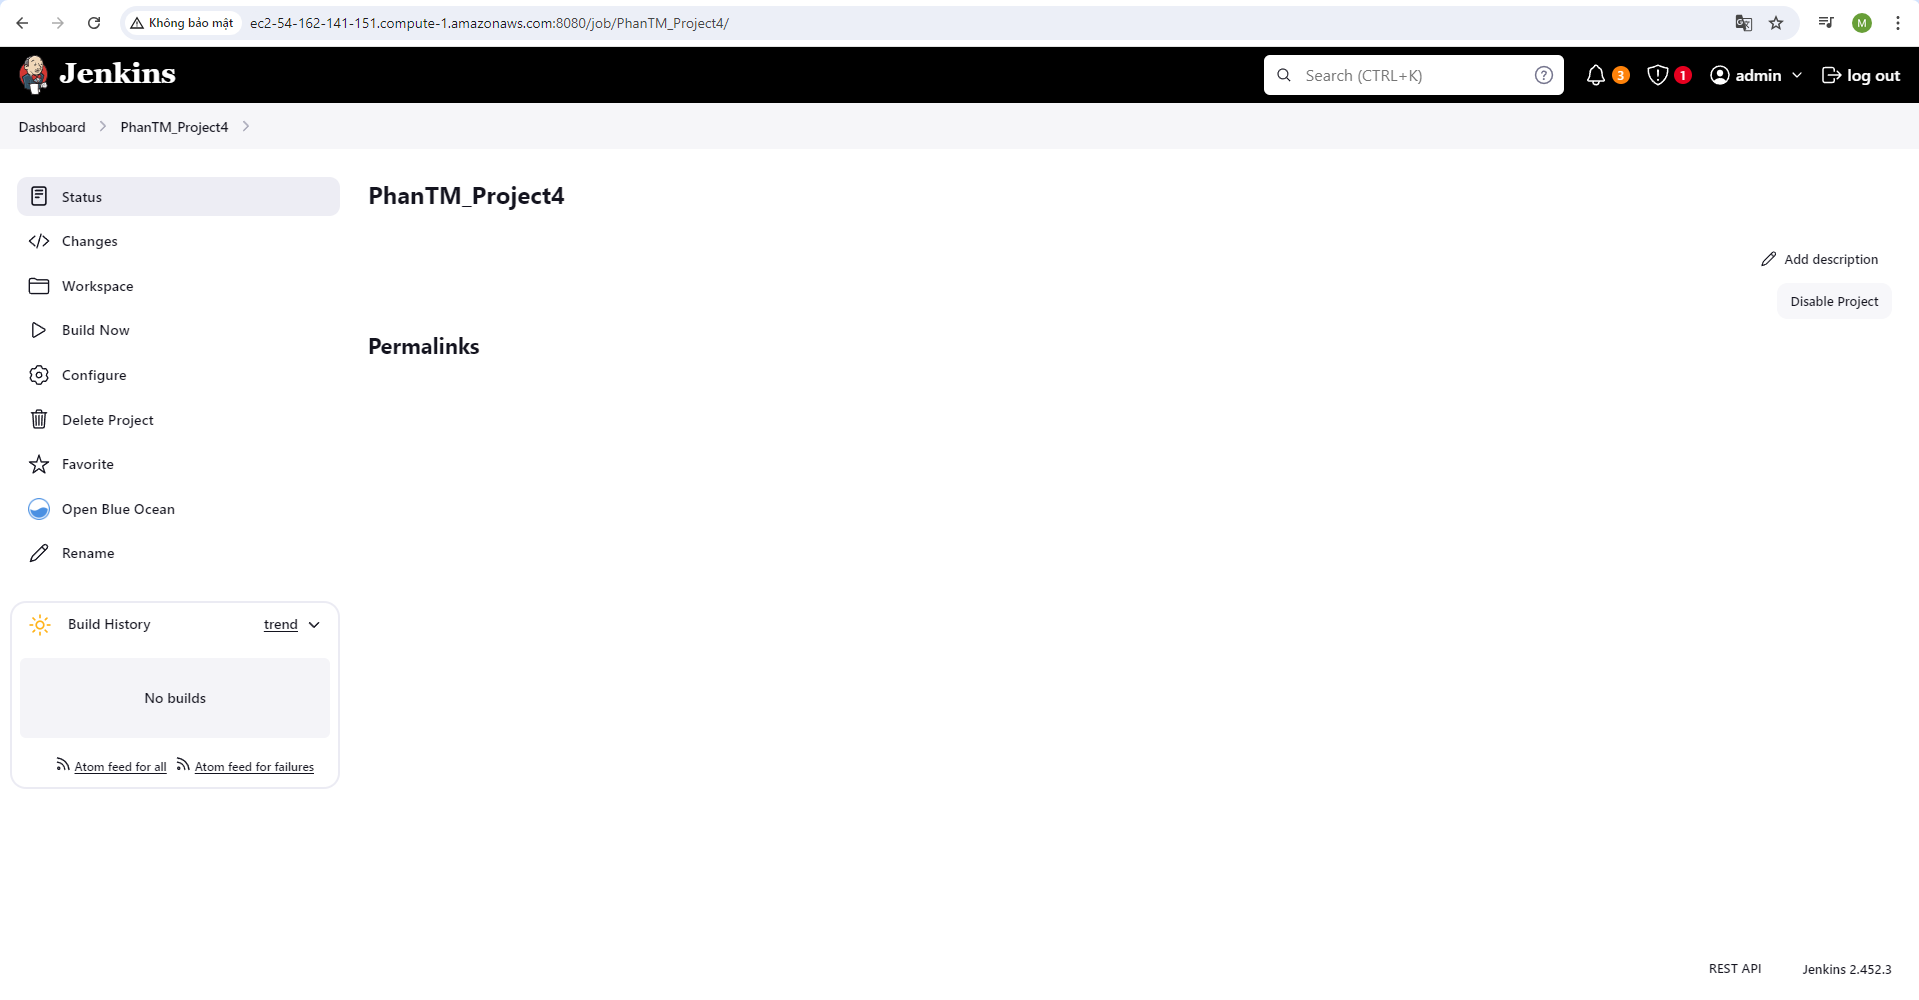 Không bảo mật ec2-54-162-141-151.compute-1.amazonaws.com:8080/job/PhanTM_Project4/ M
Jenkins Search (CTRL+K) ? 3 1 admin log out
Dashboard PhanTM_Project4
Status
Changes
Workspace
Build Now
Configure
Delete Project
Favorite
Open Blue Ocean
Rename
Build History trend
No builds
Atom feed for all Atom feed for failures
PhanTM_Project4
Add description
Disable Project
Permalinks
REST API Jenkins 2.452.3